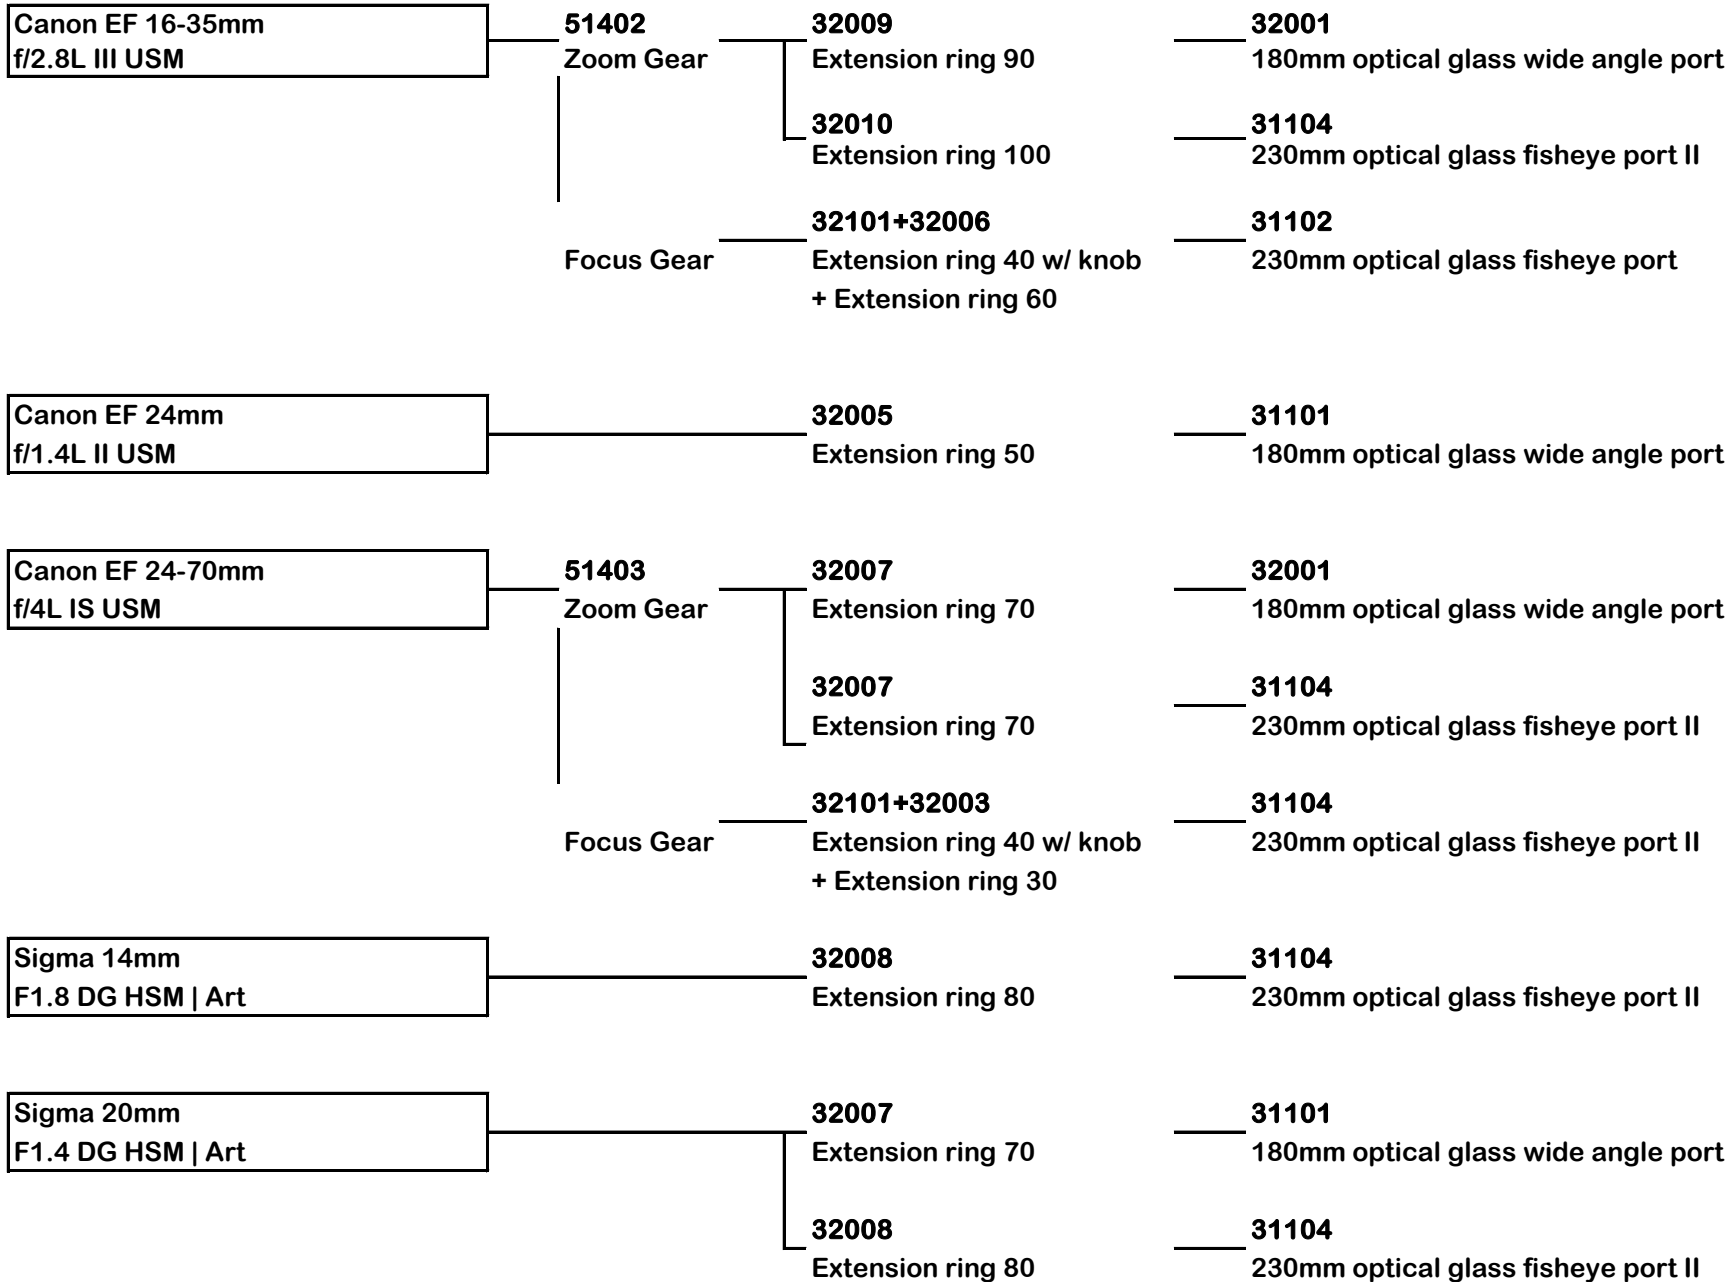 Canon EF 16-35mm
f/2.8L III USM
51402
Zoom Gear
32009
Extension ring 90
32001
180mm optical glass wide angle port
32010
Extension ring 100
31104
230mm optical glass fisheye port II
Focus Gear
32101+32006
Extension ring 40 w/ knob
+ Extension ring 60
31102
230mm optical glass fisheye port
Canon EF 24mm
f/1.4L II USM
32005
Extension ring 50
31101
180mm optical glass wide angle port
Canon EF 24-70mm
f/4L IS USM
51403
Zoom Gear
32007
Extension ring 70
32001
180mm optical glass wide angle port
32007
Extension ring 70
31104
230mm optical glass fisheye port II
Focus Gear
32101+32003
Extension ring 40 w/ knob
+ Extension ring 30
31104
230mm optical glass fisheye port II
Sigma 14mm
F1.8 DG HSM | Art
32008
Extension ring 80
31104
230mm optical glass fisheye port II
Sigma 20mm
F1.4 DG HSM | Art
32007
Extension ring 70
31101
180mm optical glass wide angle port
32008
Extension ring 80
31104
230mm optical glass fisheye port II